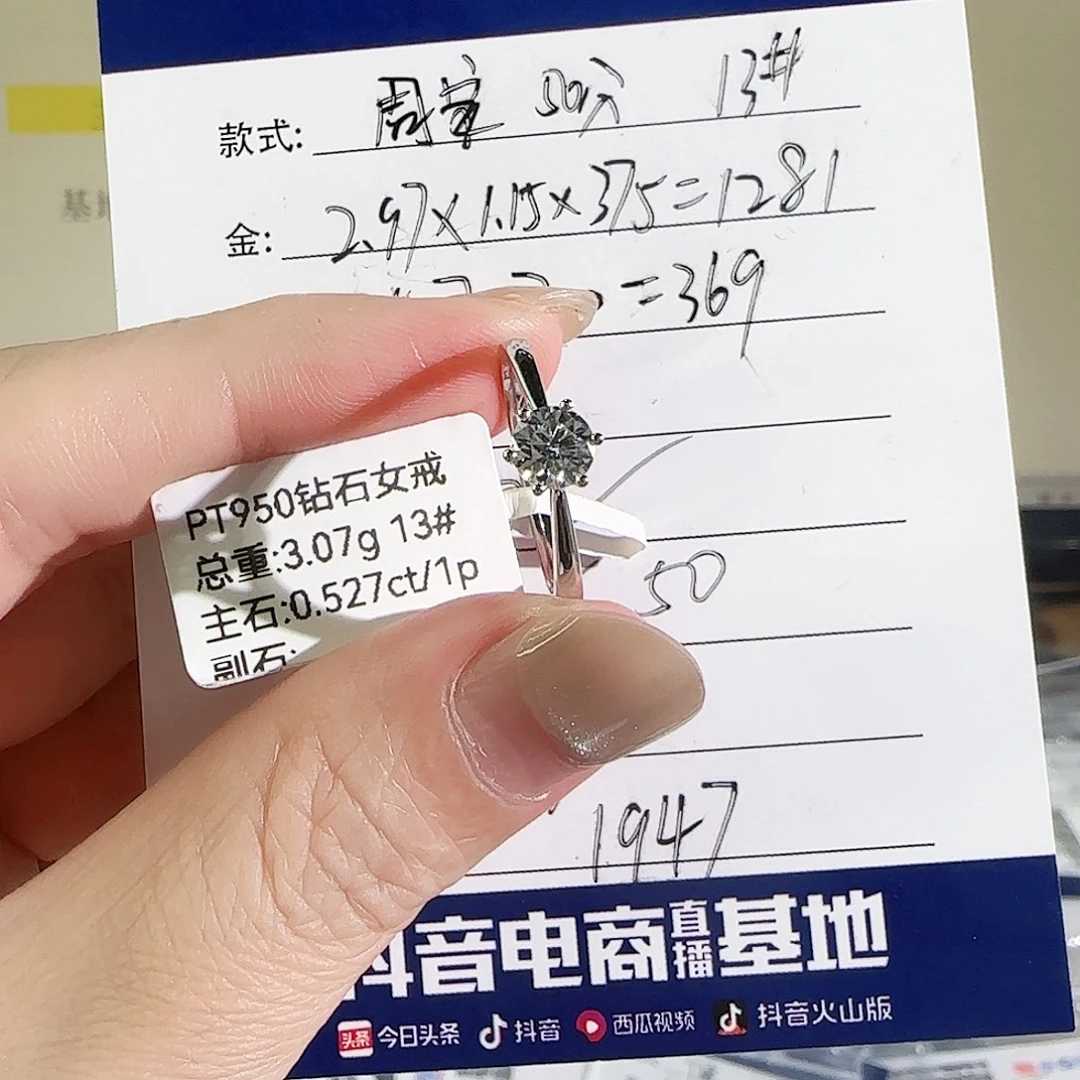 款式: 50分 13#
金: 2.97×1.15×375=1281
=369
50
1947
PT950钻石女戒
总重:3.07g 13#
主石:0.527ct/1p
副石:
抖音电商直播基地
今日头条 抖音 西瓜视频 抖音火山版
头条